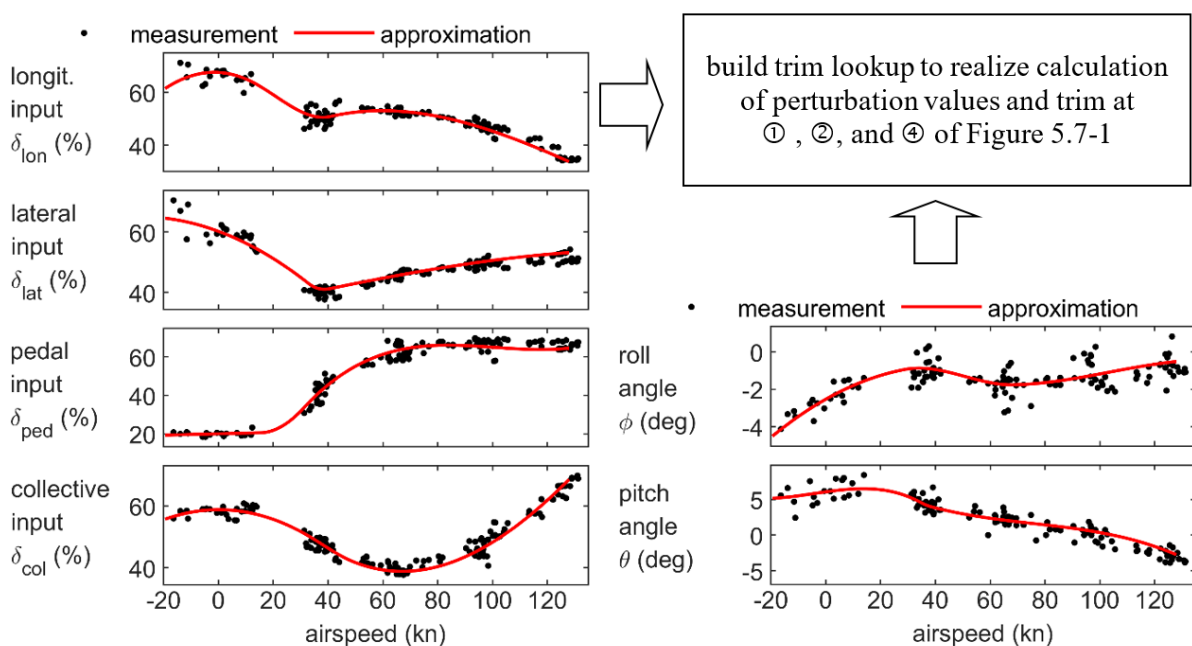 measurement
approximation
longit.
input
δlon (%)
60
40
build trim lookup to realize calculation
of perturbation values and trim at
① , ②, and ④ of Figure 5.7-1
lateral
input
δlat (%)
60
40
pedal
input
δped (%)
60
40
20
collective
input
δcol (%)
60
40
-20 0 20 40 60 80 100 120
airspeed (kn)
measurement
approximation
roll
angle
ϕ (deg)
0
-2
-4
pitch
angle
θ (deg)
5
0
-5
-20 0 20 40 60 80 100 120
airspeed (kn)